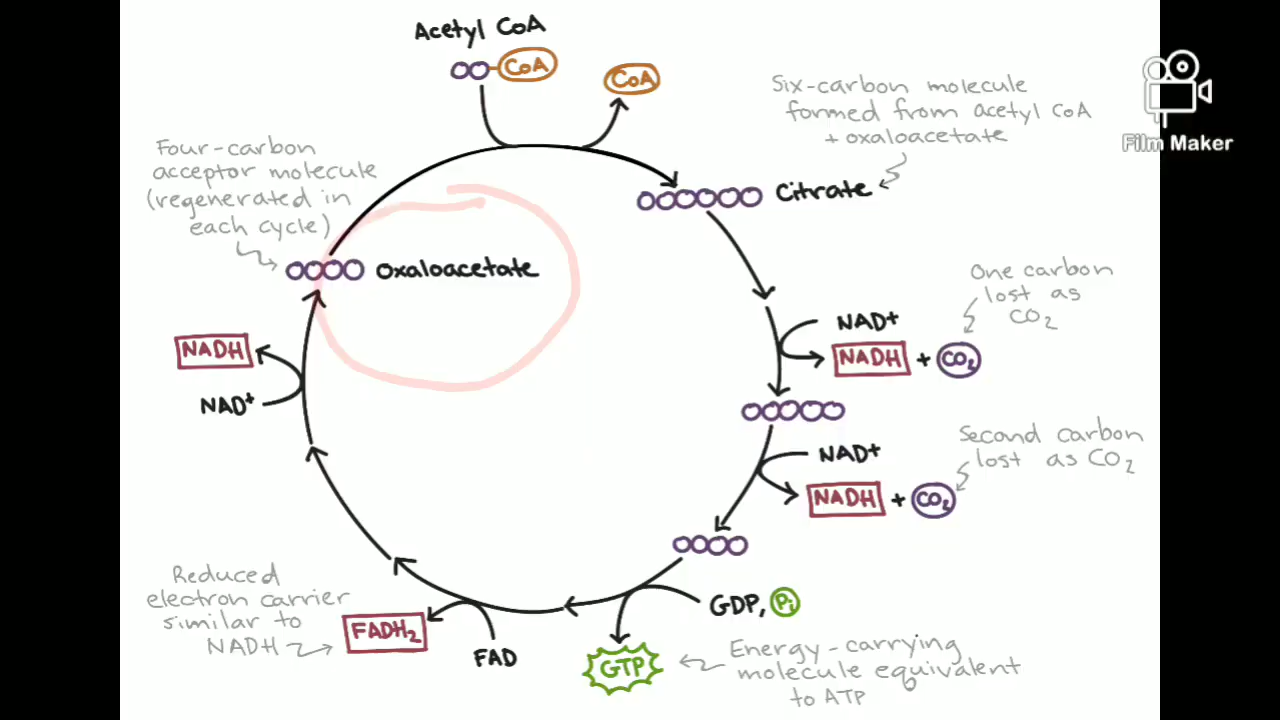 Acetyl CoA
CoA
CoA
Six-carbon molecule
formed from acetyl CoA
+ oxaloacetate
Film Maker
Four-carbon
acceptor molecule
(regenerated in
each cycle)
Citrate
Oxaloacetate
One carbon
lost as
CO2
NAD+
NADH + CO2
NADH
NAD+
Second carbon
lost as CO2
NAD+
NADH + CO2
Reduced
electron carrier
similar to
NADH
FADH2
FAD
GDP, Pi
GTP
Energy-carrying
molecule equivalent
to ATP